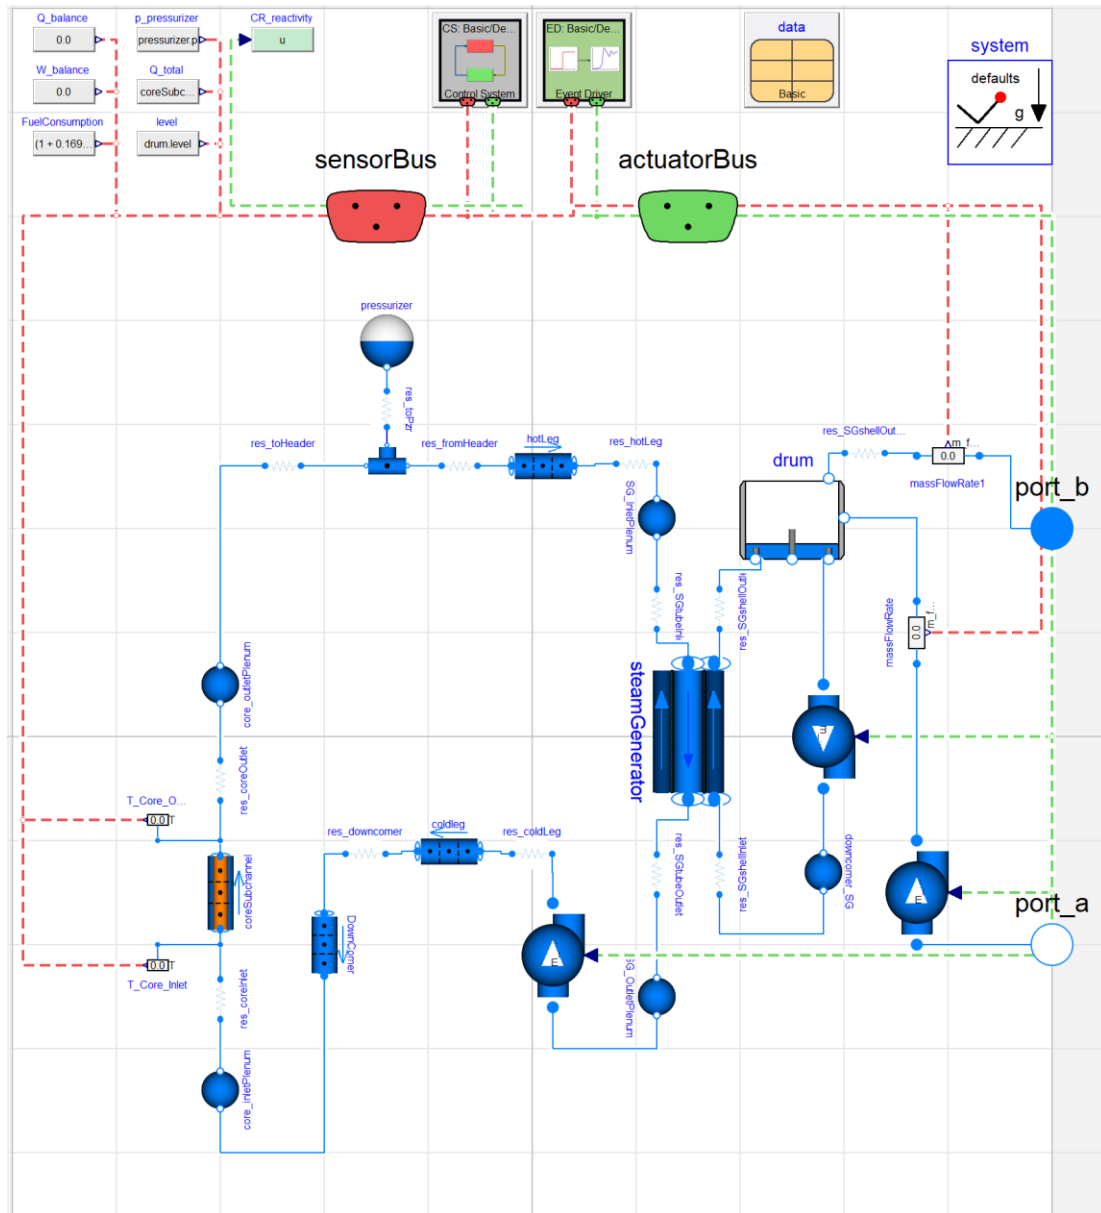 Q_balance
0.0
p_pressurizer
pressurizer.p
CR_reactivity
u
CS: Basic/De...
Control System
ED: Basic/De...
Event Driver
data
Basic
system
defaults
g
W_balance
0.0
Q_total
coreSubc...
FuelConsumption
(1 + 0.169...
level
drum.level
sensorBus
actuatorBus
pressurizer
res_toPzr
res_toHeader
res_fromHeader
hotLeg
res_hotLeg
SG_InletPlenum
drum
res_SGshellOut...
m_f...
0.0
massFlowRate1
port_b
res_SGtubeInl
res_SGshellOutle
m_f...
0.0
massFlowRate
core_outletPlenum
steamGenerator
m
res_coreOutlet
T_Core_O...
0.0
T
coreSubchannel
res_downcomer
coldleg
res_coldLeg
res_SGtubeOutlet
res_SGshellInlet
downcomer_SG
m
port_a
DownComer
m
SG_OutletPlenum
0.0
T
T_Core_Inlet
res_coreInlet
core_inletPlenum